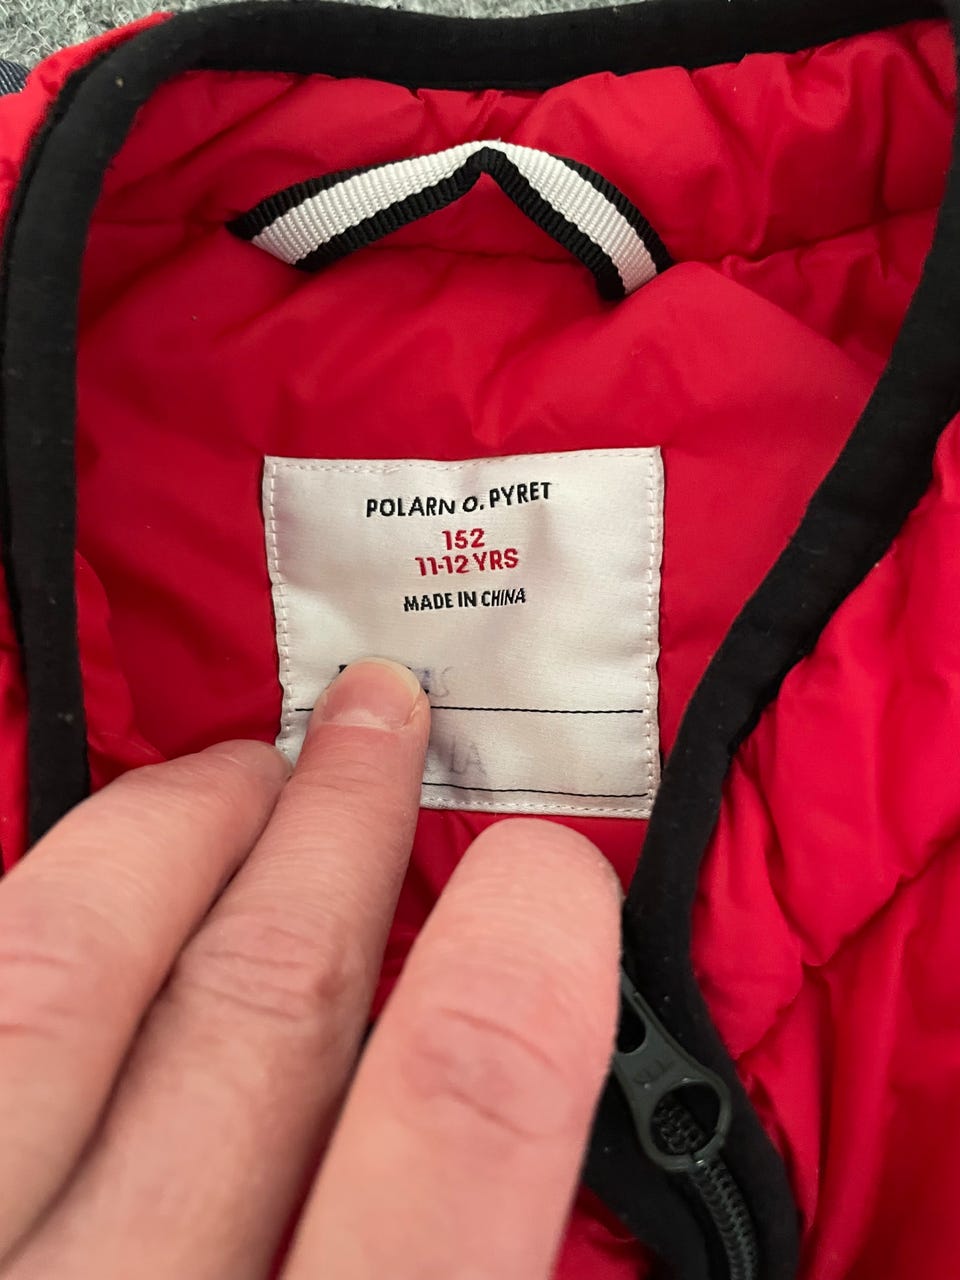 POLARN O. PYRET
152
11-12 YRS
MADE IN CHINA